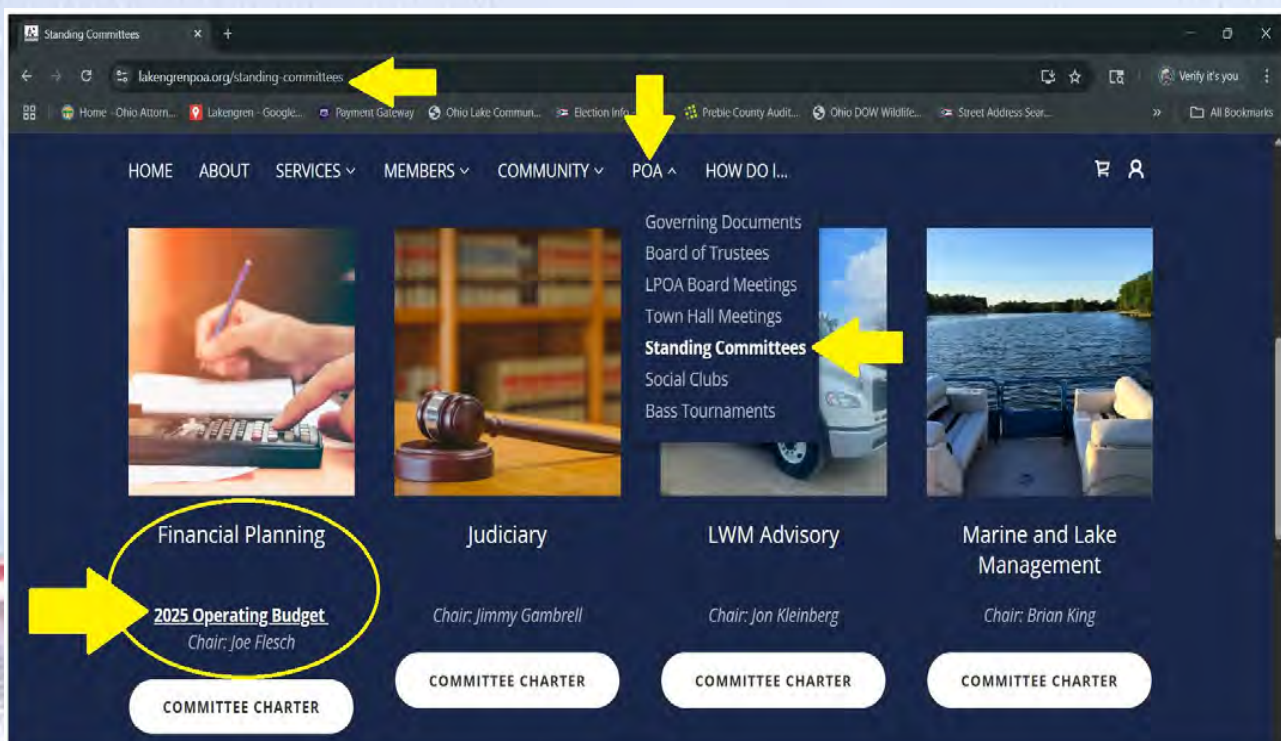 Standing Committees
lakengrenpoa.org/standing-committees
Verify it's you
Home - Ohio Attorn...
Lakengren - Google...
Payment Gateway
Ohio Lake Commun...
Election Info
Preble County Audit...
Ohio DOW Wildlife...
Street Address Sear...
All Bookmarks
HOME ABOUT SERVICES MEMBERS COMMUNITY POA HOW DO I...
Governing Documents
Board of Trustees
LPOA Board Meetings
Town Hall Meetings
Standing Committees
Social Clubs
Bass Tournaments
Financial Planning
2025 Operating Budget
Chair: Joe Flesch
COMMITTEE CHARTER
Judiciary
Chair: Jimmy Gambrell
COMMITTEE CHARTER
LWM Advisory
Chair: Jon Kleinberg
COMMITTEE CHARTER
Marine and Lake
Management
Chair: Brian King
COMMITTEE CHARTER